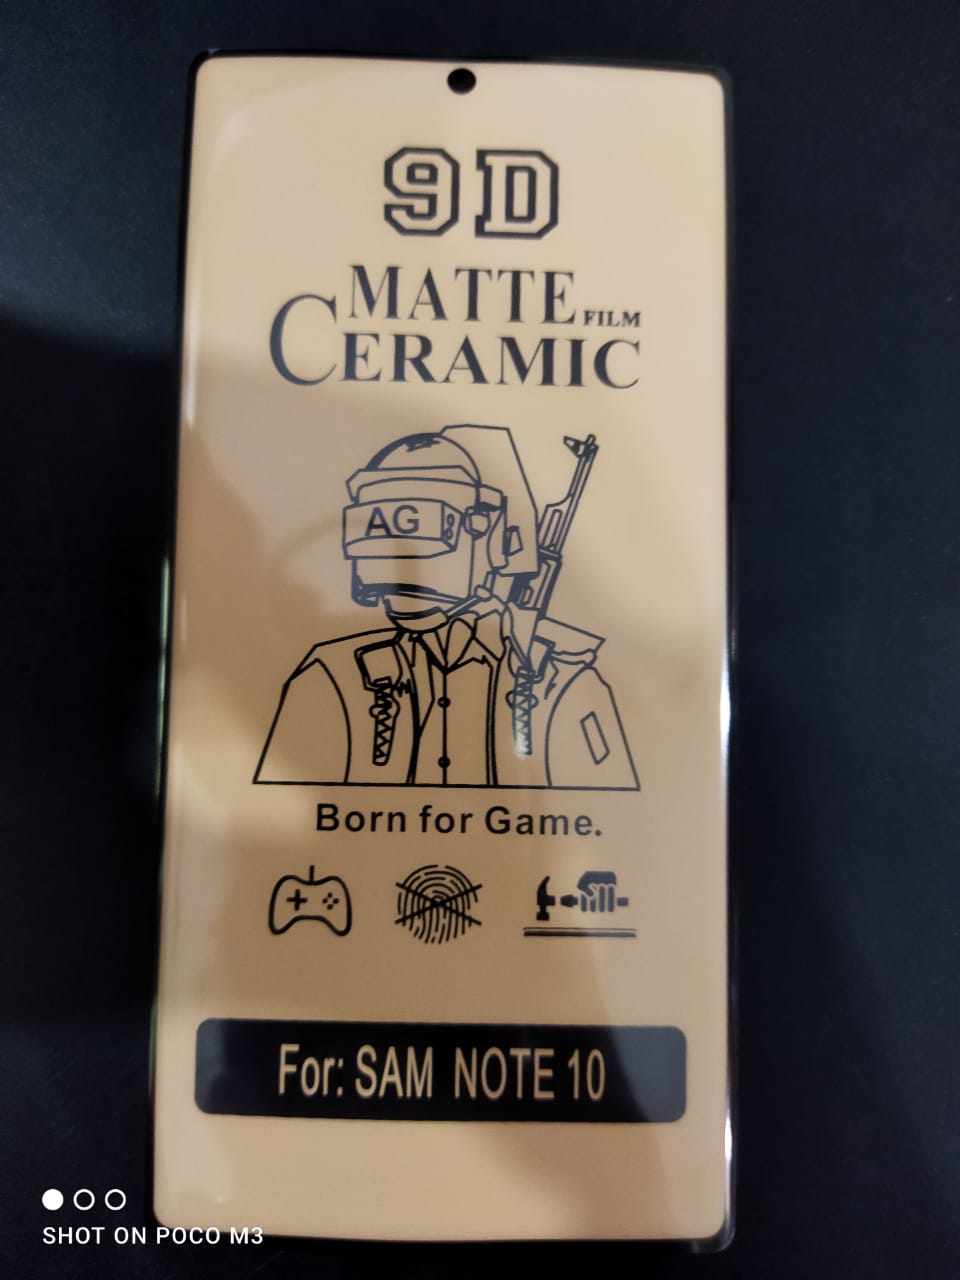 9D
MATTE FILM
CERAMIC
AG
Born for Game.
For: SAM NOTE 10
SHOT ON POCO M3